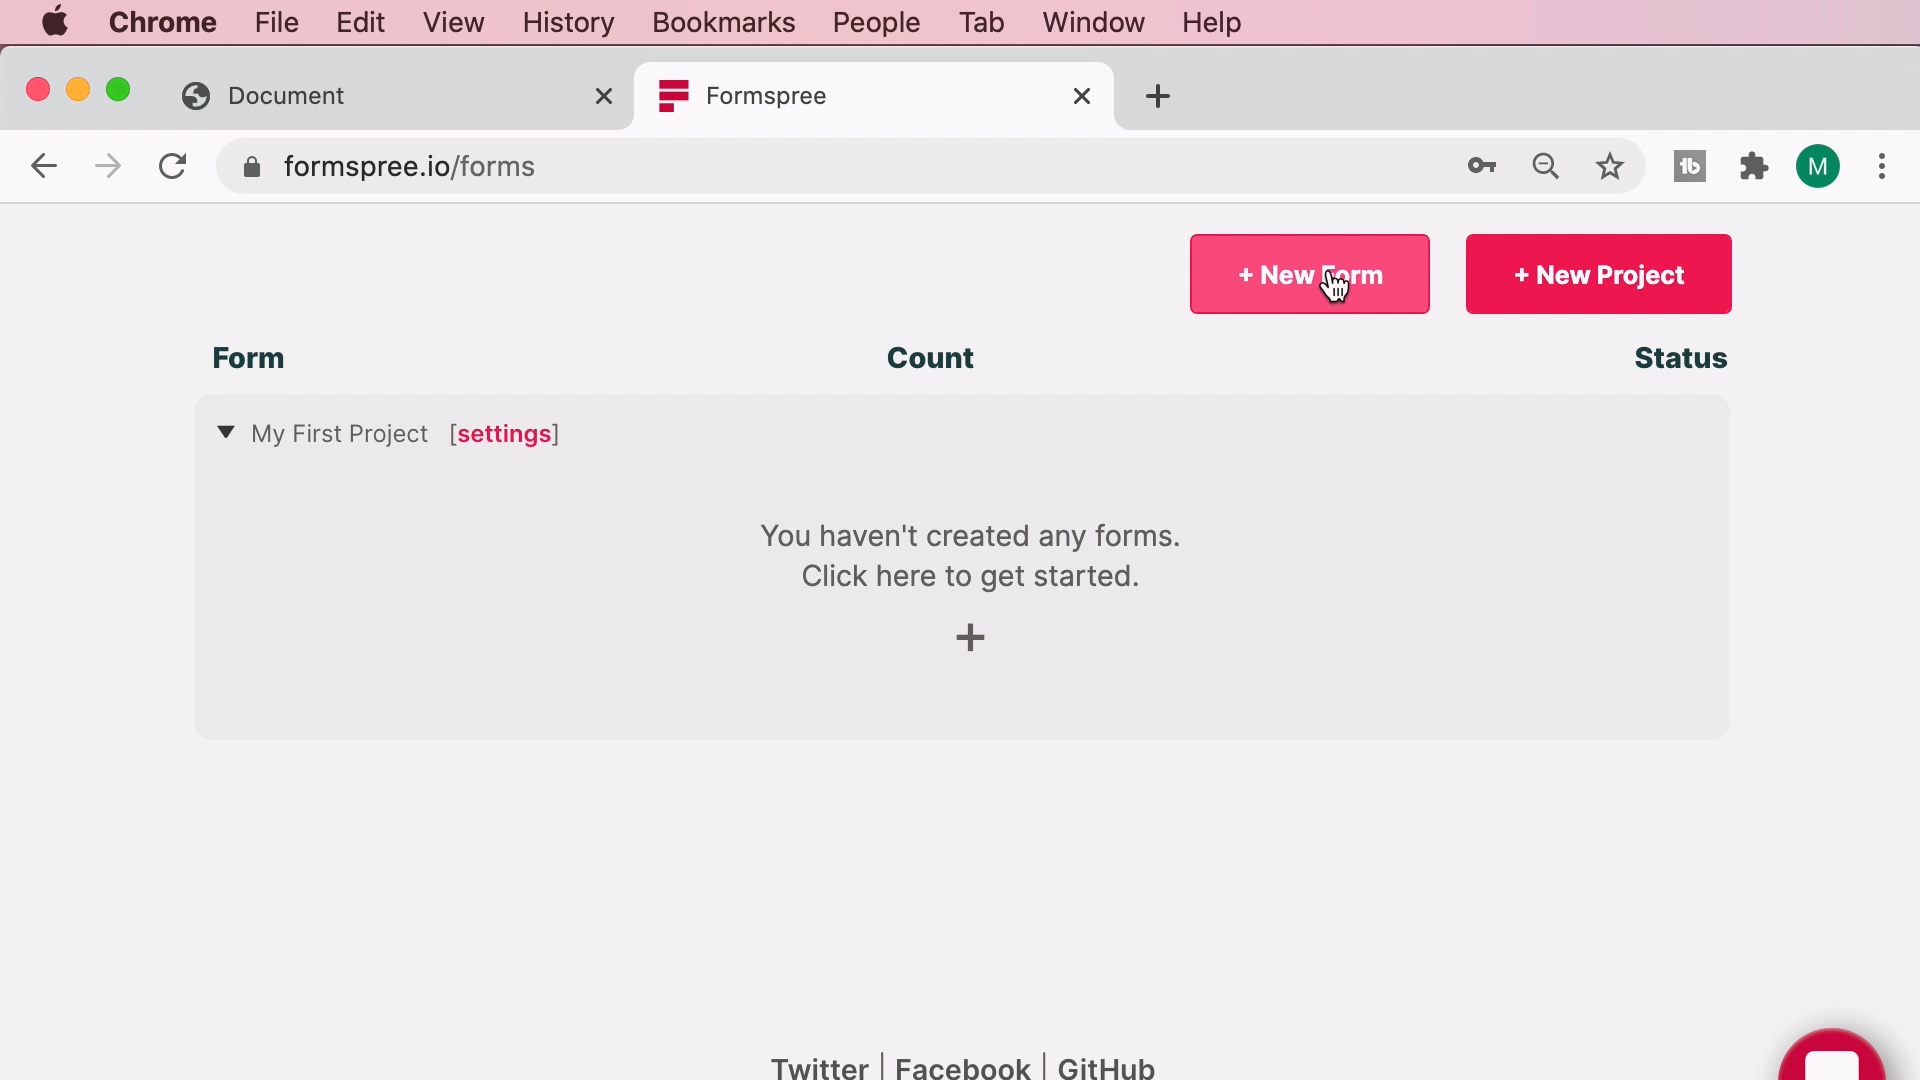 Chrome File Edit View History Bookmarks People Tab Window Help
Document
Formspree
formspree.io/forms
M
+ New Form
+ New Project
Form Count Status
My First Project [settings]
You haven't created any forms.
Click here to get started.
+
Twitter | Facebook | GitHub